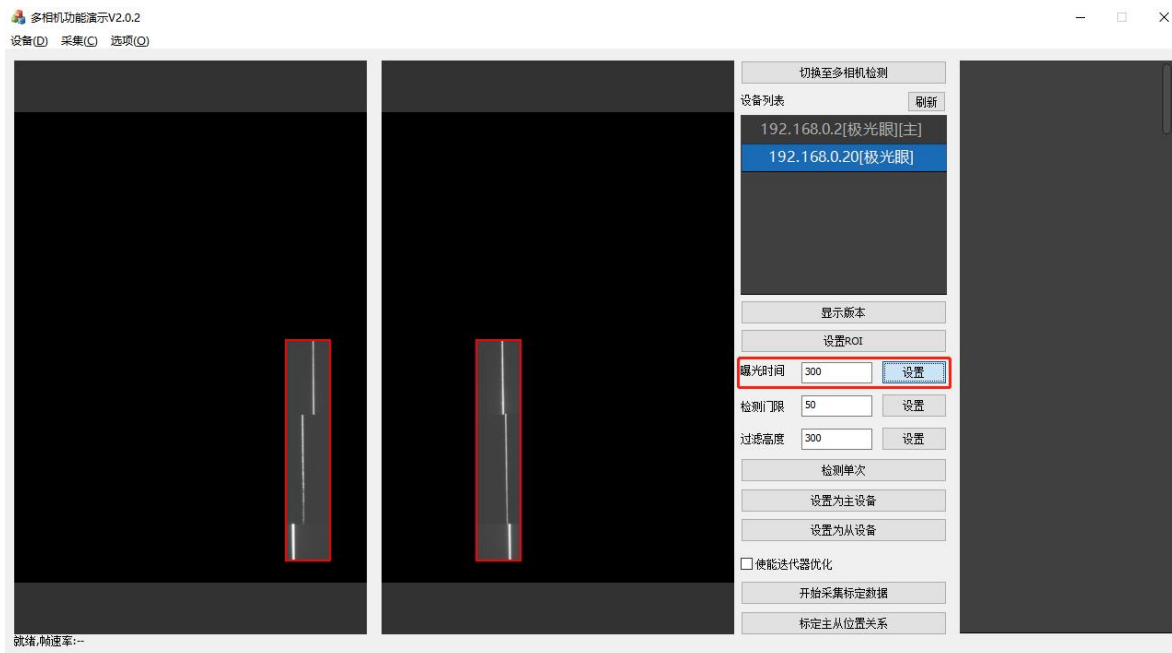 多相机功能演示V2.0.2
设备(D) 采集(C) 选项(O)
切换至多相机检测
设备列表 刷新
192.168.0.2[极光眼][主]
192.168.0.20[极光眼]
显示版本
设置ROI
曝光时间 300 设置
检测门限 50 设置
过滤高度 300 设置
检测单次
设置为主设备
设置为从设备
使能迭代器优化
开始采集标定数据
标定主从位置关系
就绪,帧速率:--